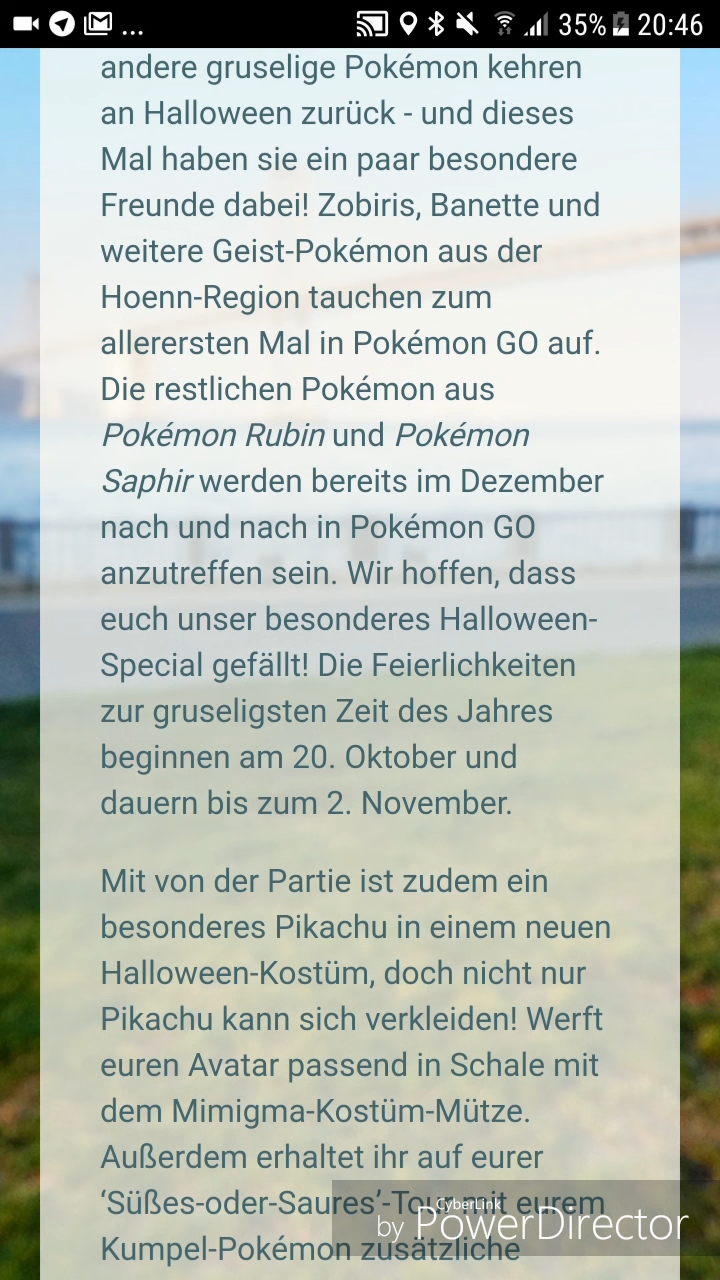 ... 35% 20:46
andere gruselige Pokémon kehren
an Halloween zurück - und dieses
Mal haben sie ein paar besondere
Freunde dabei! Zobiris, Banette und
weitere Geist-Pokémon aus der
Hoenn-Region tauchen zum
allerersten Mal in Pokémon GO auf.
Die restlichen Pokémon aus
Pokémon Rubin und Pokémon
Saphir werden bereits im Dezember
nach und nach in Pokémon GO
anzutreffen sein. Wir hoffen, dass
euch unser besonderes Halloween-
Special gefällt! Die Feierlichkeiten
zur gruseligsten Zeit des Jahres
beginnen am 20. Oktober und
dauern bis zum 2. November.
Mit von der Partie ist zudem ein
besonderes Pikachu in einem neuen
Halloween-Kostüm, doch nicht nur
Pikachu kann sich verkleiden! Werft
euren Avatar passend in Schale mit
dem Mimigma-Kostüm-Mütze.
Außerdem erhaltet ihr auf eurer
‘Süßes-oder-Saures’-Tour mit eurem
Kumpel-Pokémon zusätzliche
CyberLink
by PowerDirector